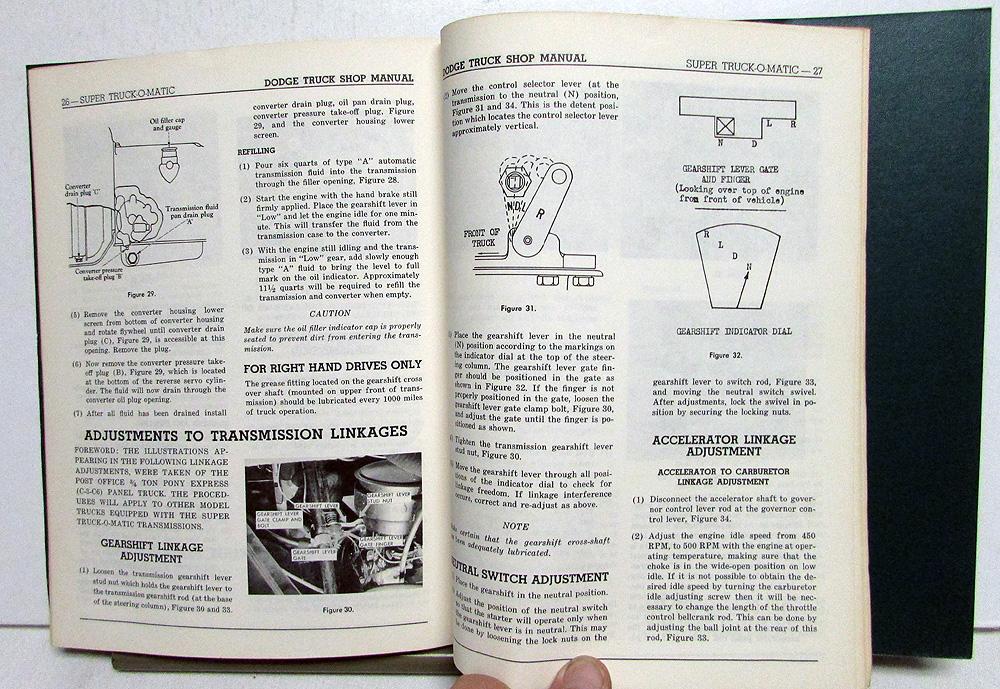 26 — SUPER TRUCK-O-MATIC
DODGE TRUCK SHOP MANUAL
Oil filler cap
and gauge
Converter
drain plug "C"
Transmission fluid
pan drain plug
"A"
Converter pressure
take-off plug "B"
Figure 29.
(5) Remove the converter housing lower
screen from bottom of converter housing
and rotate flywheel until converter drain
plug (C), Figure 29, is accessible at this
opening. Remove the plug.
(6) Now remove the converter pressure take-
off plug (B), Figure 29, which is located
at the bottom of the reverse servo cylin-
der. The fluid will now drain through the
converter oil plug opening.
(7) After all fluid has been drained install
converter drain plug, oil pan drain plug,
converter pressure take-off plug, Figure
29, and the converter housing lower
screen.
REFILLING
(1) Pour six quarts of type "A" automatic
transmission fluid into the transmission
through the filler opening, Figure 28.
(2) Start the engine with the hand brake still
firmly applied. Place the gearshift lever in
"Low" and let the engine idle for one min-
ute. This will transfer the fluid from the
transmission case to the converter.
(3) With the engine still idling and the trans-
mission in "Low" gear, add slowly enough
type "A" fluid to bring the level to full
mark on the oil indicator. Approximately
11½ quarts will be required to refill the
transmission and converter when empty.
CAUTION
Make sure the oil filler indicator cap is properly
seated to prevent dirt from entering the trans-
mission.
FOR RIGHT HAND DRIVES ONLY
The grease fitting located on the gearshift cross
over shaft (mounted on upper front of trans-
mission) should be lubricated every 1000 miles
of truck operation.
ADJUSTMENTS TO TRANSMISSION LINKAGES
FOREWORD: THE ILLUSTRATIONS AP-
PEARING IN THE FOLLOWING LINKAGE
ADJUSTMENTS, WERE TAKEN OF THE
POST OFFICE ¾ TON PONY EXPRESS
(C-3-C6) PANEL TRUCK. THE PROCED-
URES WILL APPLY TO OTHER MODEL
TRUCKS EQUIPPED WITH THE SUPER
TRUCK-O-MATIC TRANSMISSIONS.
GEARSHIFT LINKAGE
ADJUSTMENT
(1) Loosen the transmission gearshift lever
stud nut which holds the gearshift lever to
the transmission gearshift rod (at the base
of the steering column), Figure 30 and 33.
GEARSHIFT LEVER
STUD NUT
GEARSHIFT LEVER
GEARSHIFT LEVER
GATE CLAMP AND
BOLT
GEARSHIFT LEVER
GATE FINGER
GEARSHIFT LEVER
GATE
Figure 30.
DODGE TRUCK SHOP MANUAL
SUPER TRUCK-O-MATIC — 27
Move the control selector lever (at the
transmission to the neutral (N) position,
Figure 31 and 34. This is the detent posi-
tion which locates the control selector lever
approximately vertical.
N D L
R
FRONT OF
TRUCK
Figure 31.
Place the gearshift lever in the neutral
(N) position according to the markings on
the indicator dial at the top of the steer-
ing column. The gearshift lever gate fin-
ger should be positioned in the gate as
shown in Figure 32. If the finger is not
properly positioned in the gate, loosen the
gearshift lever gate clamp bolt, Figure 30,
and adjust the gate until the finger is po-
sitioned as shown.
Tighten the transmission gearshift lever
stud nut, Figure 30.
Move the gearshift lever through all posi-
tions of the indicator dial to check for
linkage freedom. If linkage interference
occurs, correct and re-adjust as above.
NOTE
certain that the gearshift cross-shaft
been adequately lubricated.
NEUTRAL SWITCH ADJUSTMENT
Place the gearshift in the neutral position.
Adjust the position of the neutral switch
so that the starter will operate only when
the gearshift lever is in neutral. This may
be done by loosening the lock nuts on the
L R
N D
GEARSHIFT LEVER GATE
AND FINGER
(Looking over top of engine
from front of vehicle)
R
L
D
N
GEARSHIFT INDICATOR DIAL
Figure 32.
gearshift lever to switch rod, Figure 33,
and moving the neutral switch swivel.
After adjustments, lock the swivel in po-
sition by securing the locking nuts.
ACCELERATOR LINKAGE
ADJUSTMENT
ACCELERATOR TO CARBURETOR
LINKAGE ADJUSTMENT
(1) Disconnect the accelerator shaft to gover-
nor control lever rod at the governor con-
trol lever, Figure 34.
(2) Adjust the engine idle speed from 450
RPM, to 500 RPM with the engine at oper-
ating temperature, making sure that the
choke is in the wide-open position on low
idle. If it is not possible to obtain the de-
sired idle speed by turning the carburetor
idle adjusting screw then it will be nec-
essary to change the length of the throttle
control bellcrank rod. This can be done by
adjusting the ball joint at the rear of this
rod, Figure 33.